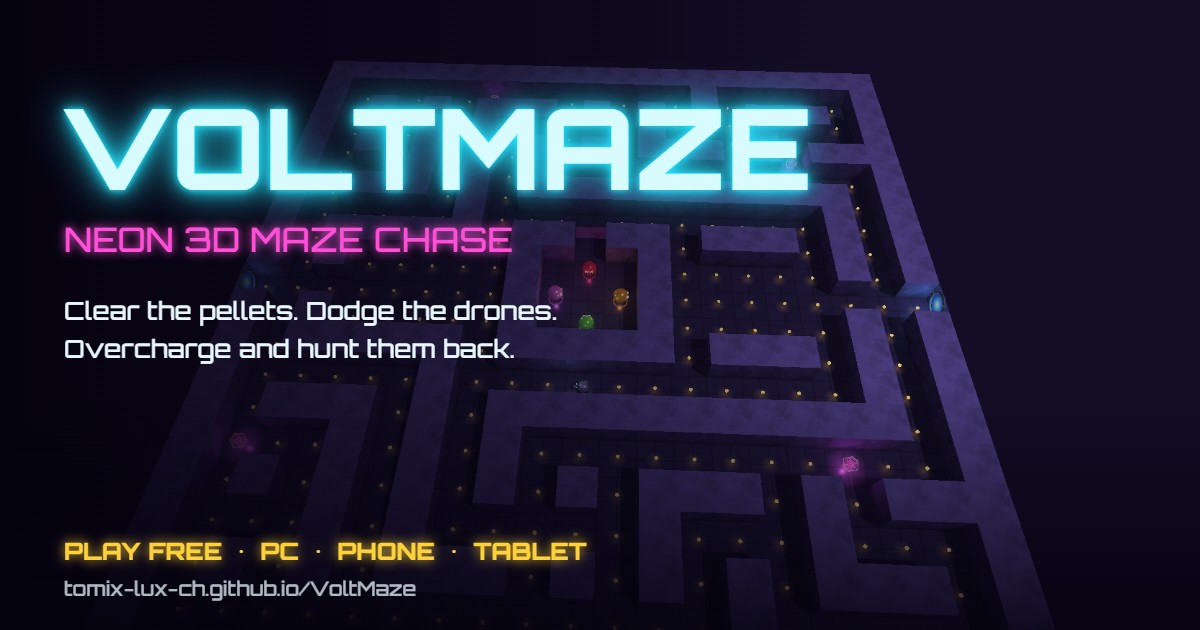 VOLTMAZE
NEON 3D MAZE CHASE
Clear the pellets. Dodge the drones.
Overcharge and hunt them back.
PLAY FREE · PC · PHONE · TABLET
tomix-lux-ch.github.io/VoltMaze